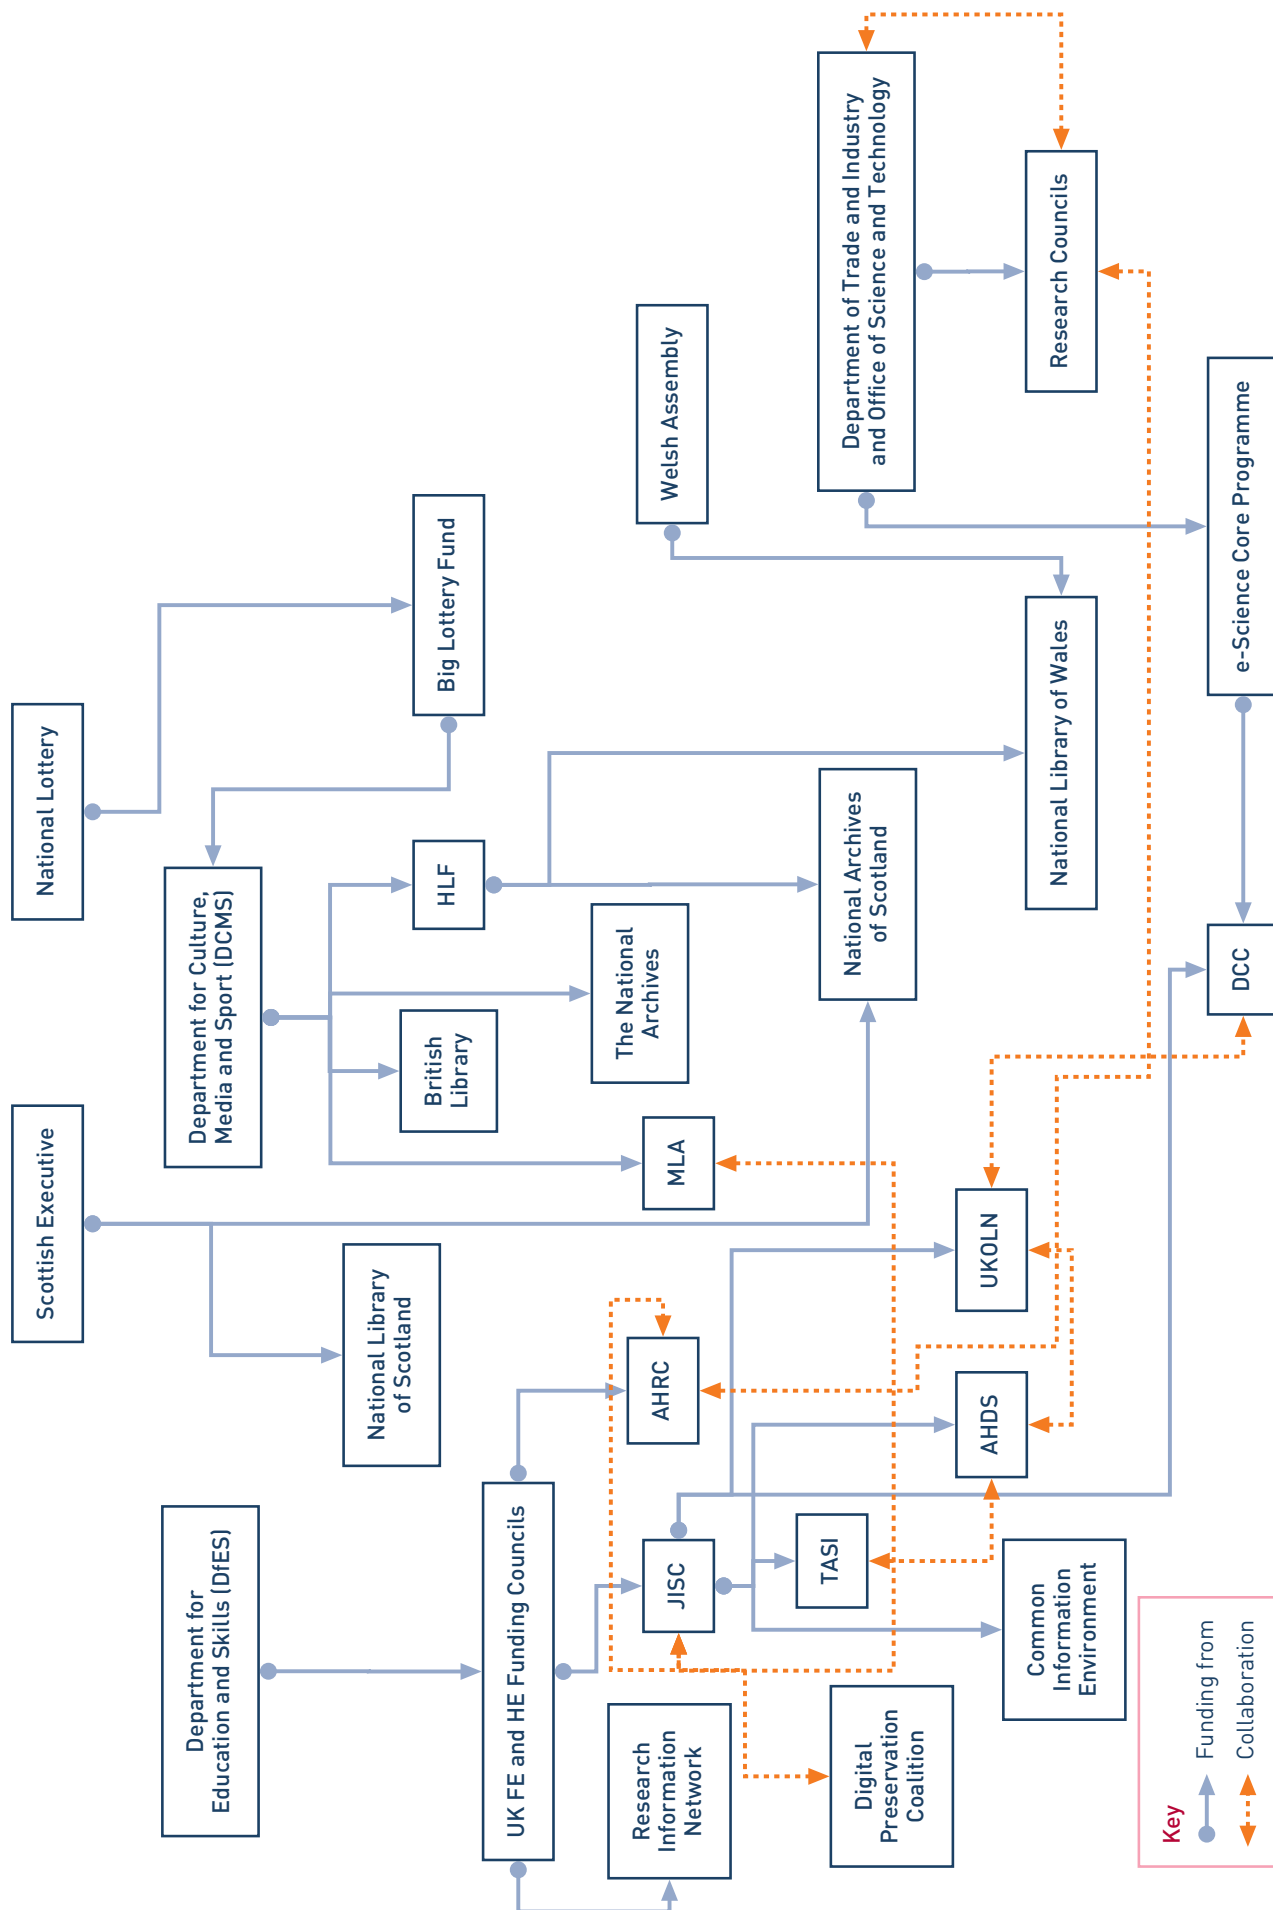 Scottish Executive
National Lottery
Department for
Education and Skills (DfES)
Department for Culture,
Media and Sport (DCMS)
National Library
of Scotland
British
Library
HLF
Big Lottery Fund
UK FE and HE Funding Councils
The National
Archives
Research
Information
Network
JISC
AHRC
MLA
Welsh Assembly
Digital
Preservation
Coalition
TASI
National Archives
of Scotland
Department of Trade and Industry
and Office of Science and Technology
AHDS
UKOLN
Common
Information
Environment
National Library of Wales
Research Councils
DCC
e-Science Core Programme
Key
Funding from
Collaboration